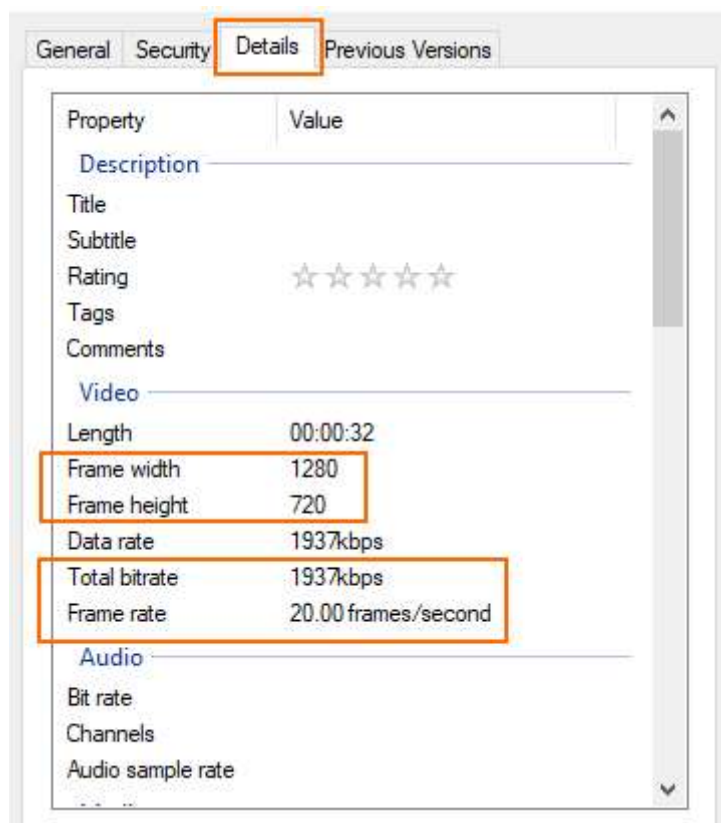 General Security Details Previous Versions
Property Value
Description
Title
Subtitle
Rating
Tags
Comments
Video
Length 00:00:32
Frame width 1280
Frame height 720
Data rate 1937kbps
Total bitrate 1937kbps
Frame rate 20.00 frames/second
Audio
Bit rate
Channels
Audio sample rate